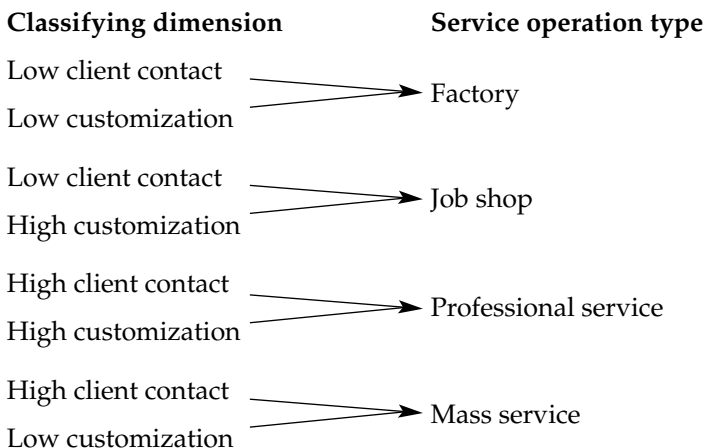 Classifying dimension Service operation type
Low client contact
Factory
Low customization
Low client contact
Job shop
High customization
High client contact
Professional service
High customization
High client contact
Mass service
Low customization